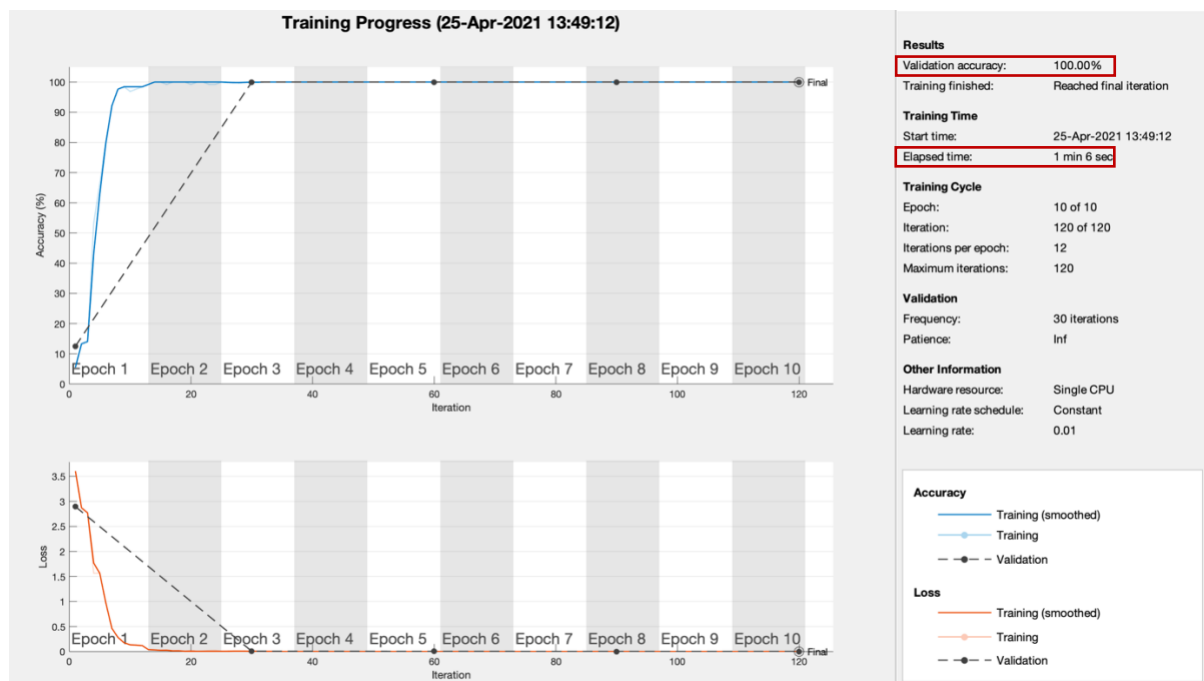 Training Progress (25-Apr-2021 13:49:12)
100
90
80
70
60
50
40
30
20
10
0
Accuracy (%)
Epoch 1 Epoch 2 Epoch 3 Epoch 4 Epoch 5 Epoch 6 Epoch 7 Epoch 8 Epoch 9 Epoch 10
Final
0 20 40 60 80 100 120
Iteration
3.5
3
2.5
2
1.5
1
0.5
0
Loss
Epoch 1 Epoch 2 Epoch 3 Epoch 4 Epoch 5 Epoch 6 Epoch 7 Epoch 8 Epoch 9 Epoch 10
Final
0 20 40 60 80 100 120
Iteration
Results
Validation accuracy: 100.00%
Training finished: Reached final iteration
Training Time
Start time: 25-Apr-2021 13:49:12
Elapsed time: 1 min 6 sec
Training Cycle
Epoch: 10 of 10
Iteration: 120 of 120
Iterations per epoch: 12
Maximum iterations: 120
Validation
Frequency: 30 iterations
Patience: Inf
Other Information
Hardware resource: Single CPU
Learning rate schedule: Constant
Learning rate: 0.01
Accuracy
Training (smoothed)
Training
Validation
Loss
Training (smoothed)
Training
Validation